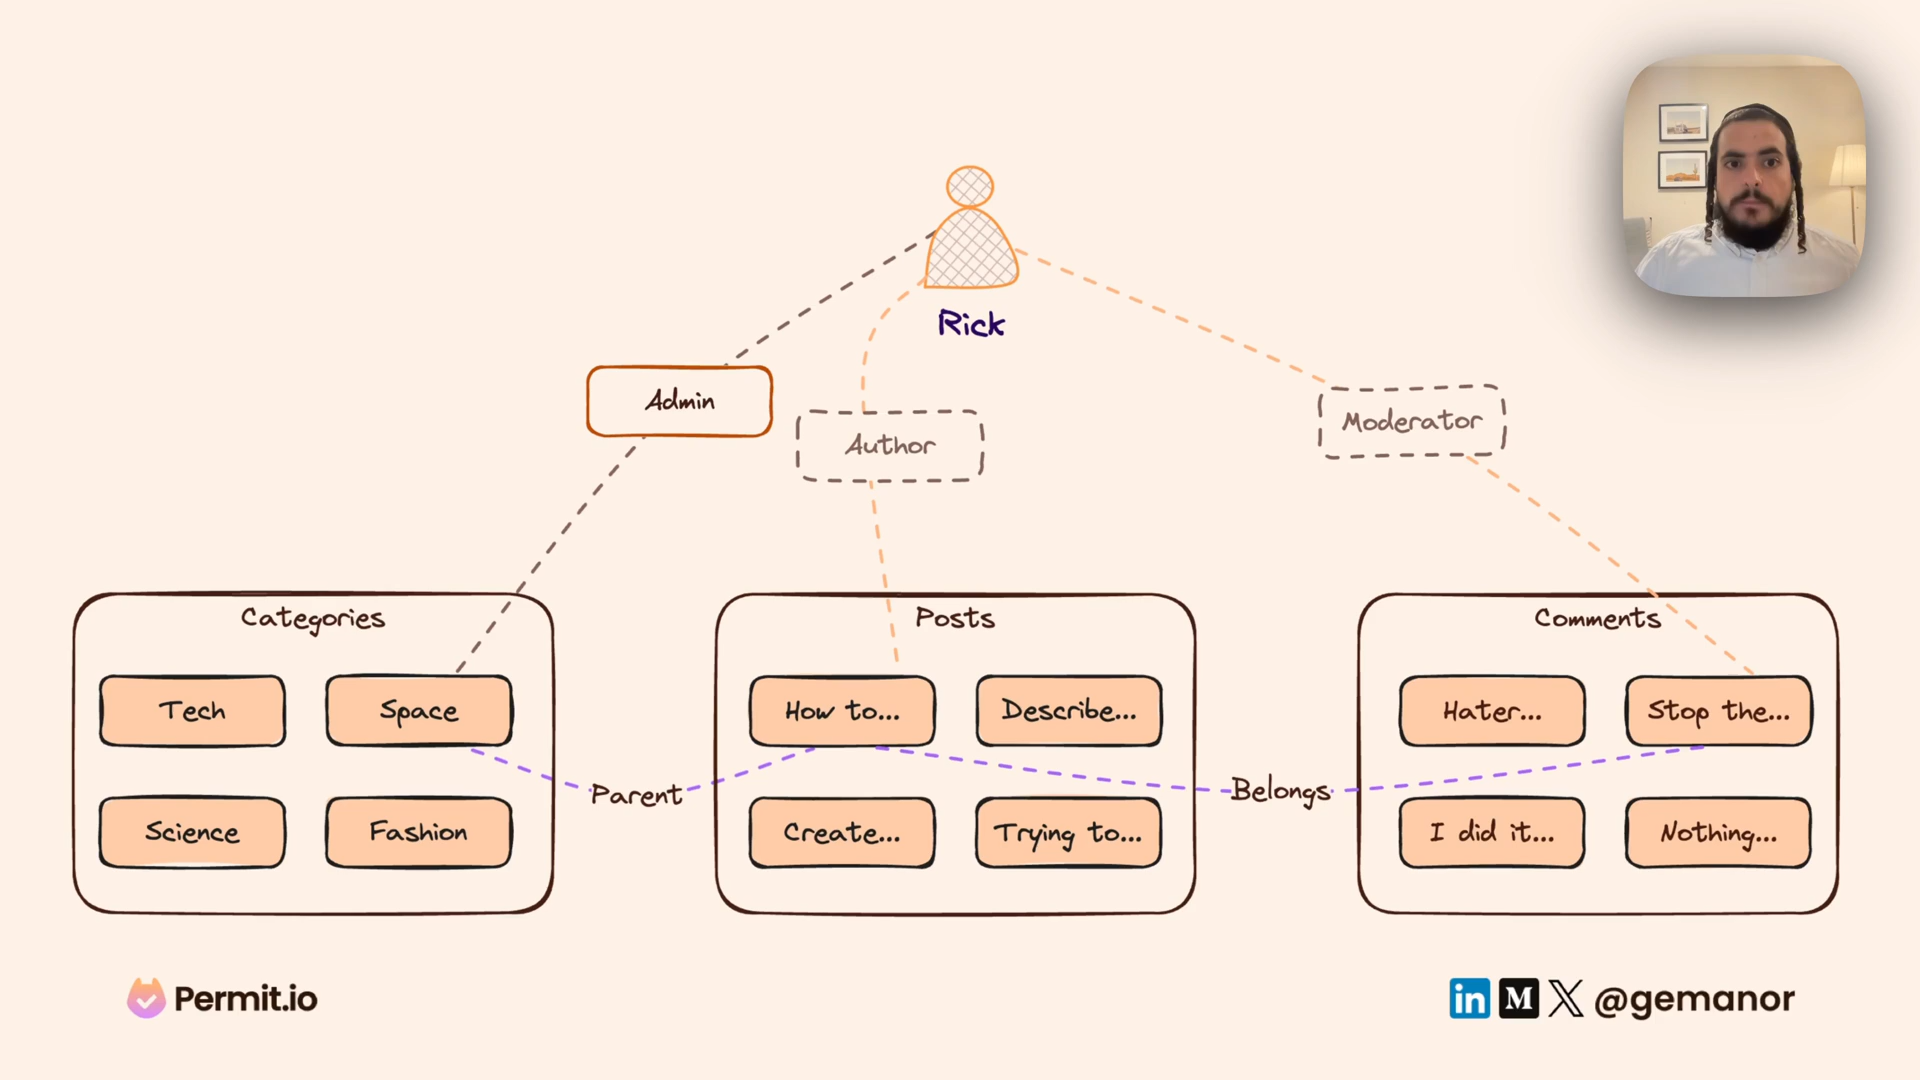 Rick
Admin
Author
Moderator
Categories
Tech
Space
Science
Fashion
Parent
Posts
How to...
Describe...
Create...
Trying to...
Belongs
Comments
Hater...
Stop the...
I did it...
Nothing...
Permit.io
in M X @gemanor